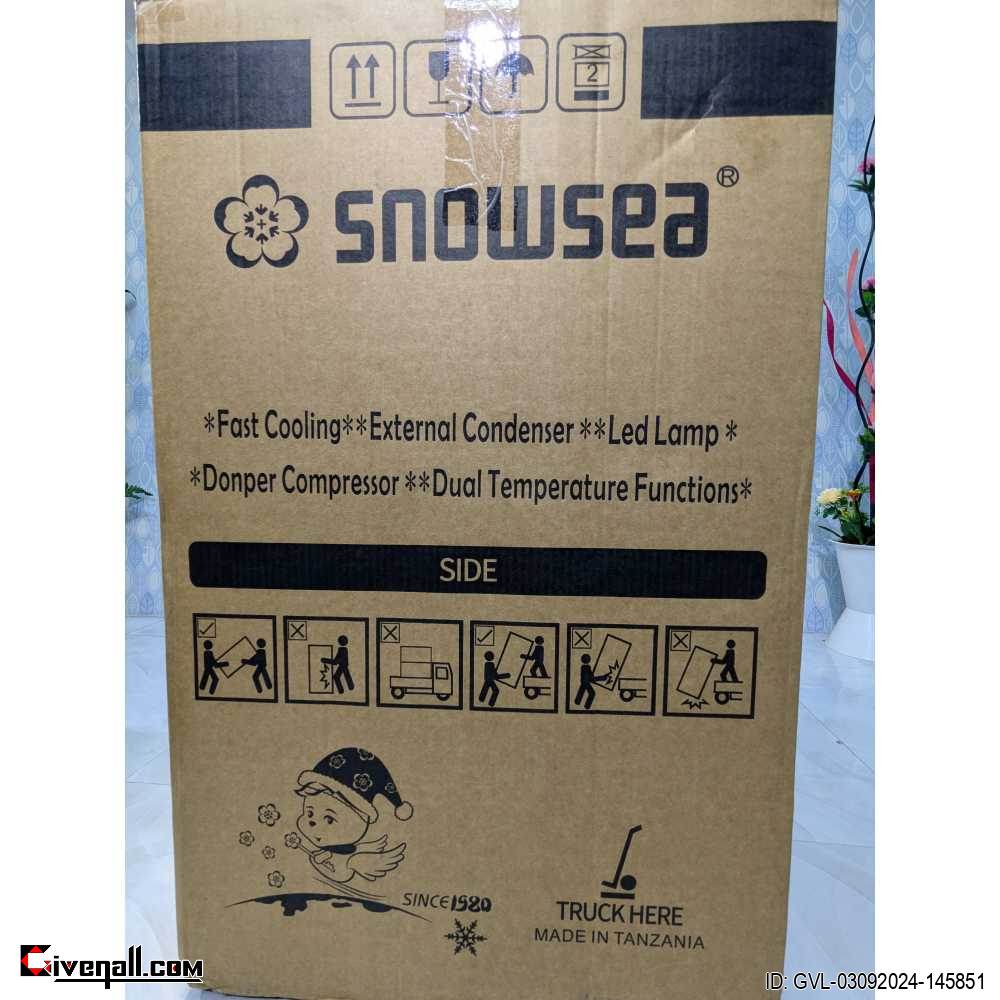 2
snowsea®
*Fast Cooling**External Condenser **Led Lamp *
*Donper Compressor **Dual Temperature Functions*
SIDE
SINCE1980
TRUCK HERE
MADE IN TANZANIA
Givenall.com
ID: GVL-03092024-145851